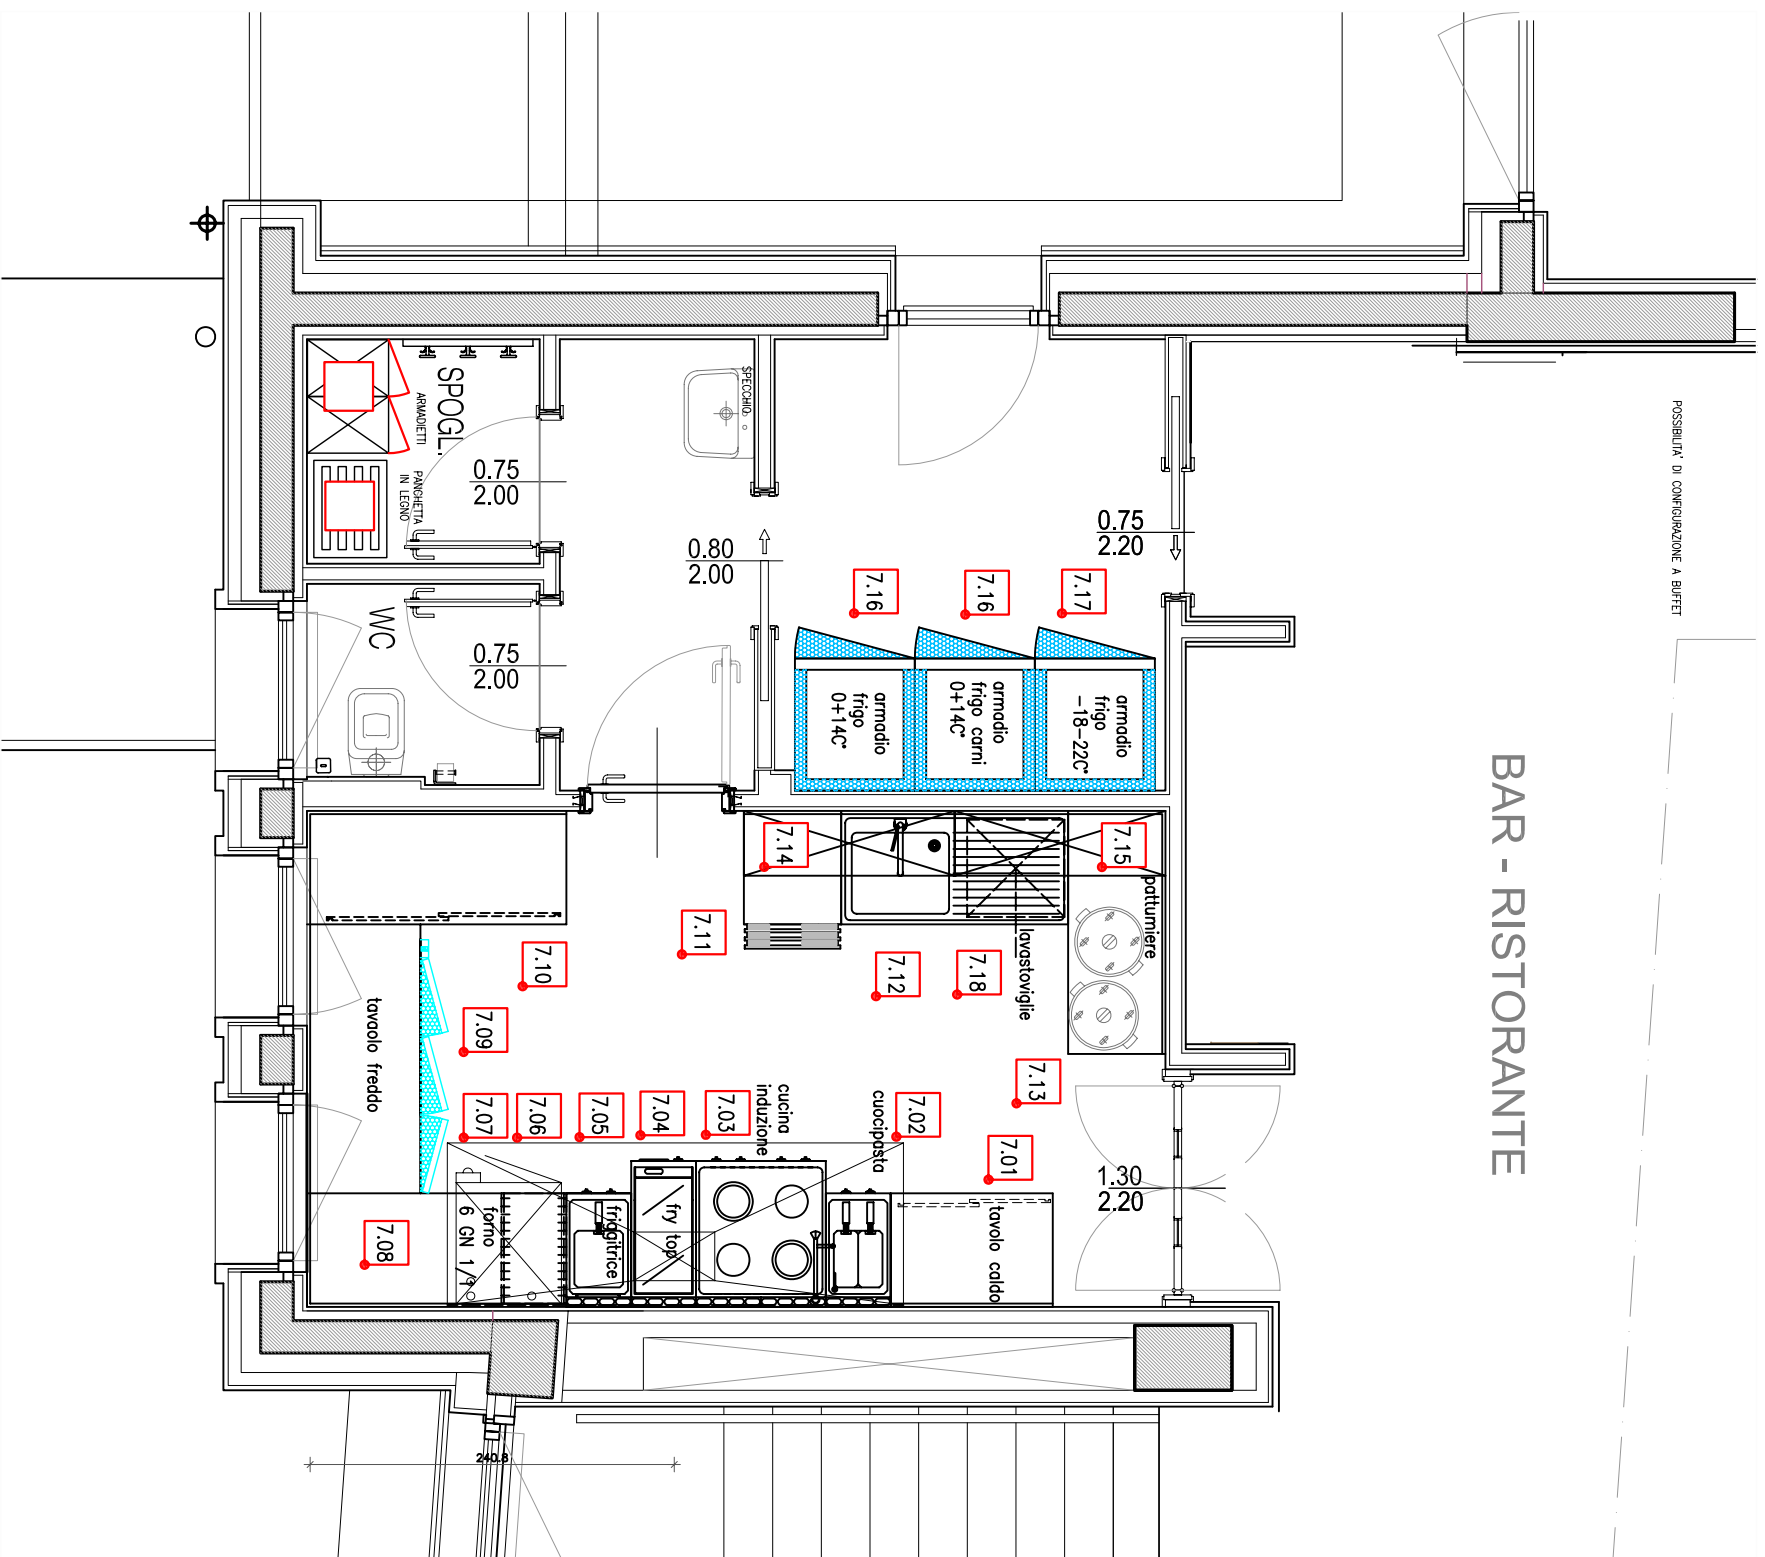 SPOGL.
ARMADIETTI
PANCHETTA
IN LEGNO
0.75
2.00
SPECCHIO
0.80
2.00
0.75
2.20
POSSIBILITA' DI CONFIGURAZIONE A BUFFET
WC
0.75
2.00
7.16
7.16
7.17
armadio
frigo
0+14C°
armadio
frigo carni
0+14C°
armadio
frigo
-18-22C°
BAR - RISTORANTE
7.14
7.15
pattumiere
7.11
7.10
7.12
7.18
lavastoviglie
tavaolo freddo
7.09
7.13
7.07
7.06
7.05
7.04
7.03
cucina
induzione
cuocipasta
7.02
7.01
1.30
2.20
7.08
forno
6 GN 1/1
friggitrice
fry top
tavolo caldo
240.8